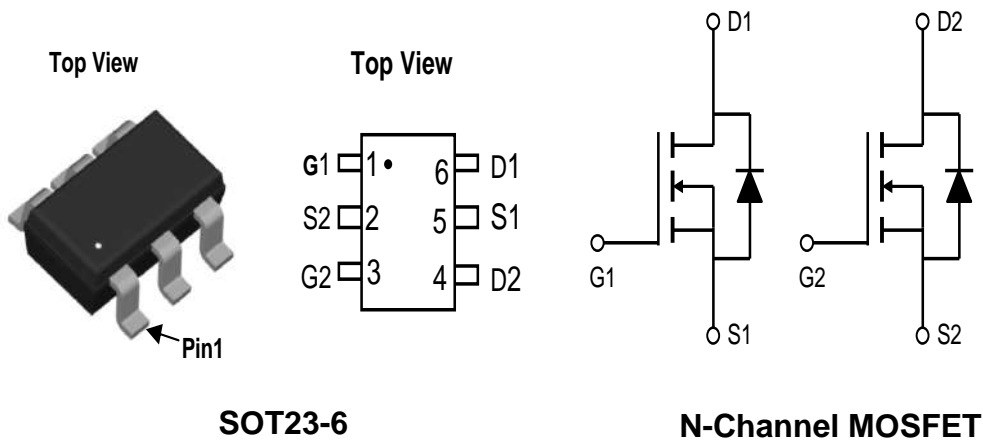 Top View
Pin1
Top View
G1 1 6 D1
S2 2 5 S1
G2 3 4 D2
SOT23-6
D1
G1
S1
D2
G2
S2
N-Channel MOSFET